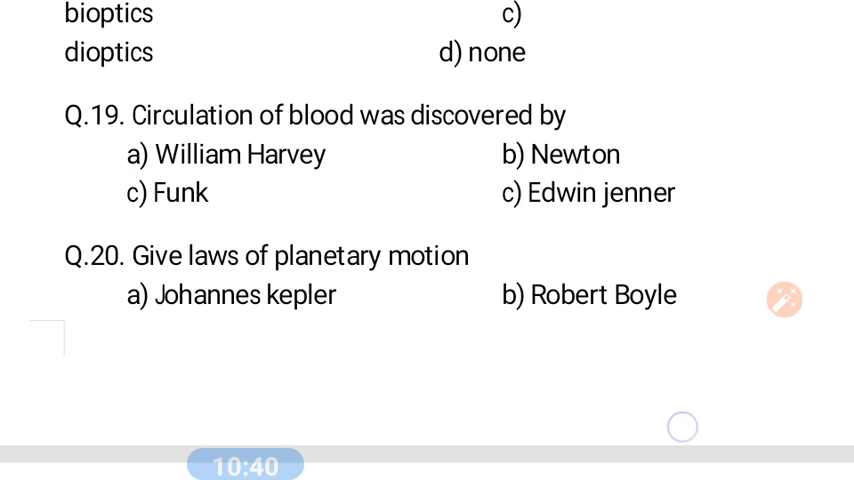 bioptics c)
dioptics d) none
Q.19. Circulation of blood was discovered by
a) William Harvey b) Newton
c) Funk c) Edwin jenner
Q.20. Give laws of planetary motion
a) Johannes kepler b) Robert Boyle
10:40